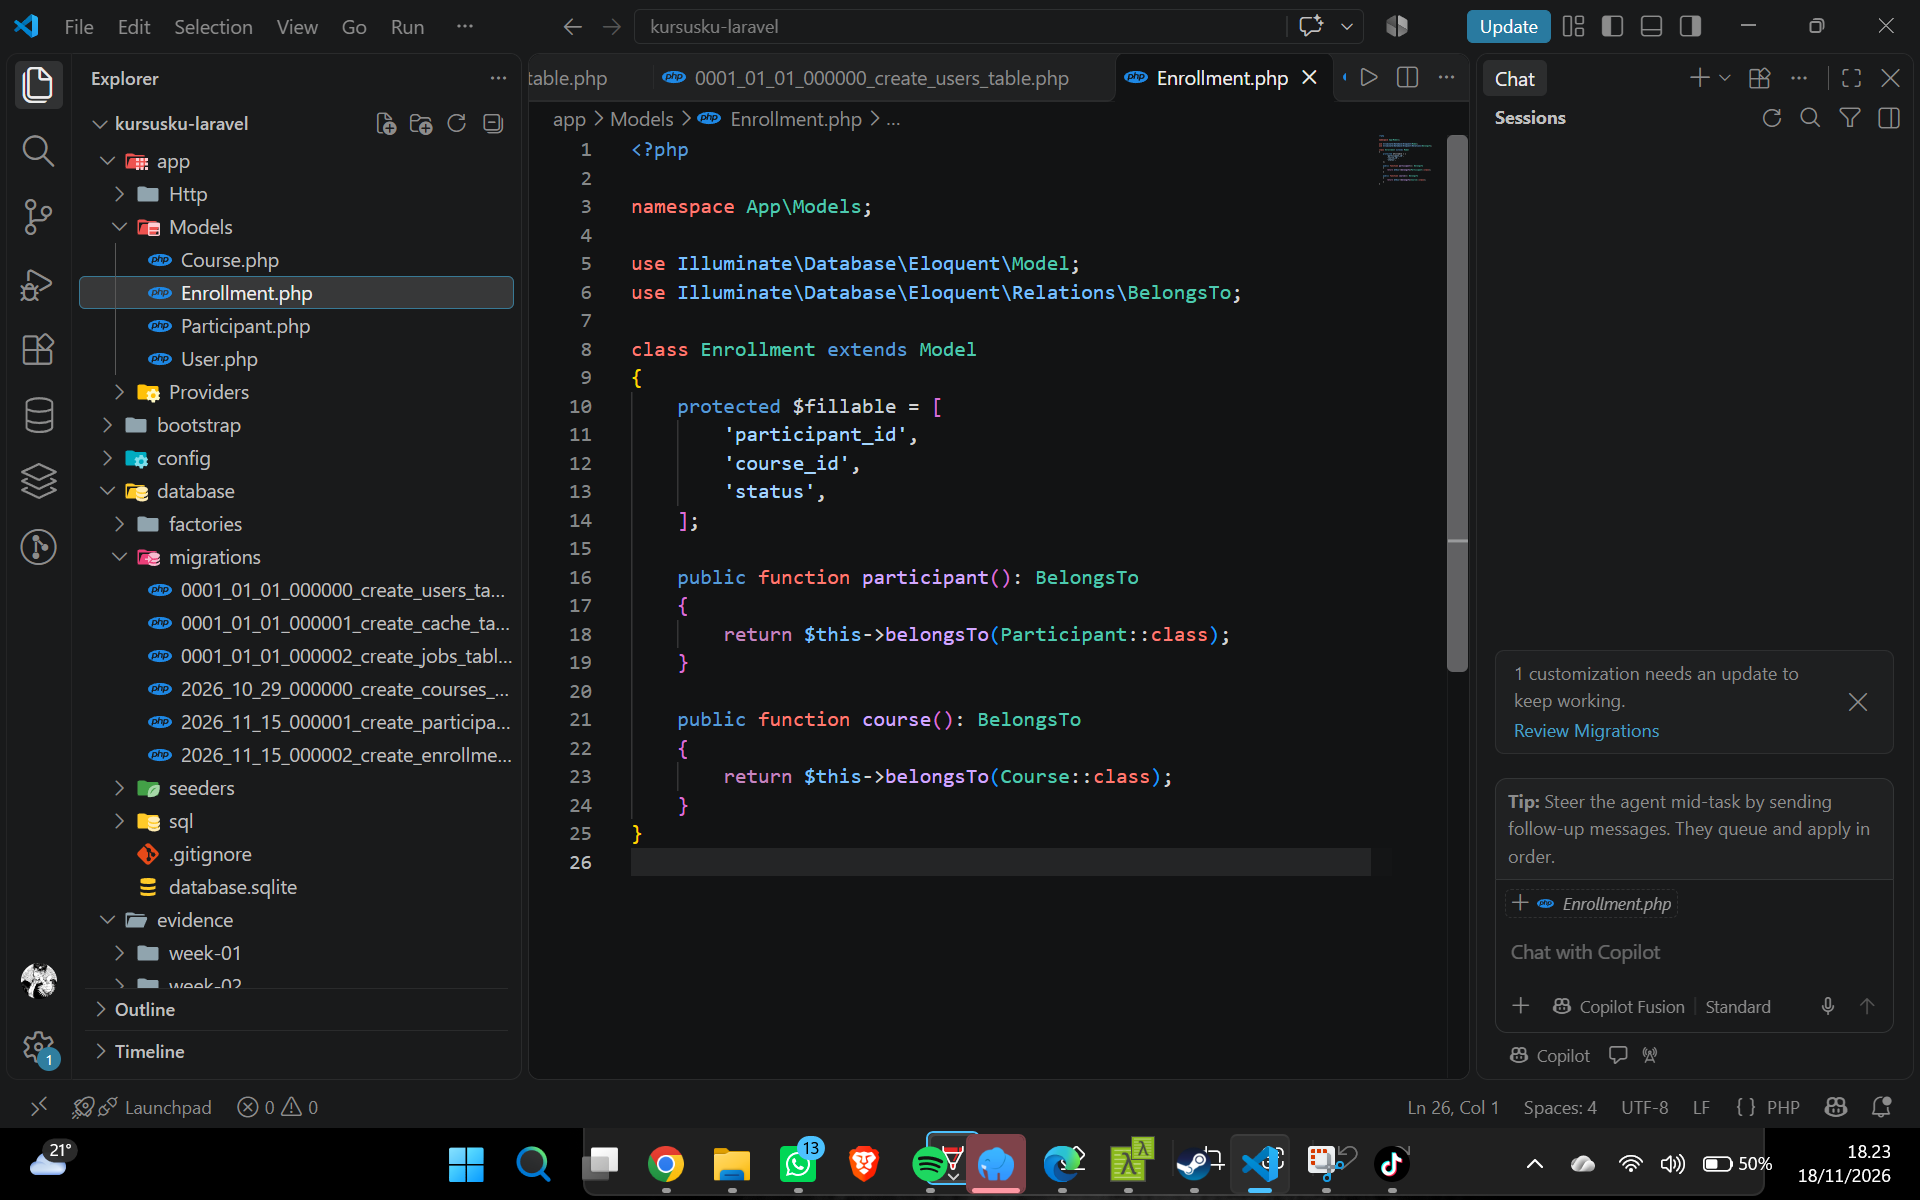 File Edit Selection View Go Run ···
kursusku-laravel
Update
Explorer
kursusku-laravel
app
Http
Models
Course.php
Enrollment.php
Participant.php
User.php
Providers
bootstrap
config
database
factories
migrations
0001_01_01_000000_create_users_ta...
0001_01_01_000001_create_cache_ta...
0001_01_01_000002_create_jobs_tabl...
2026_10_29_000000_create_courses_...
2026_11_15_000001_create_participa...
2026_11_15_000002_create_enrollme...
seeders
sql
.gitignore
database.sqlite
evidence
week-01
week-02
Outline
Timeline
table.php
0001_01_01_000000_create_users_table.php
Enrollment.php
app > Models > Enrollment.php > ...
1 <?php
2
3 namespace App\Models;
4
5 use Illuminate\Database\Eloquent\Model;
6 use Illuminate\Database\Eloquent\Relations\BelongsTo;
7
8 class Enrollment extends Model
9 {
10 protected $fillable = [
11 'participant_id',
12 'course_id',
13 'status',
14 ];
15
16 public function participant(): BelongsTo
17 {
18 return $this->belongsTo(Participant::class);
19 }
20
21 public function course(): BelongsTo
22 {
23 return $this->belongsTo(Course::class);
24 }
25 }
26
Chat
Sessions
1 customization needs an update to
keep working.
Review Migrations
Tip: Steer the agent mid-task by sending
follow-up messages. They queue and apply in
order.
Enrollment.php
Chat with Copilot
Copilot Fusion Standard
Copilot
1
Launchpad 0 0
Ln 26, Col 1 Spaces: 4 UTF-8 LF {} PHP
21°
13
50%
18.23
18/11/2026